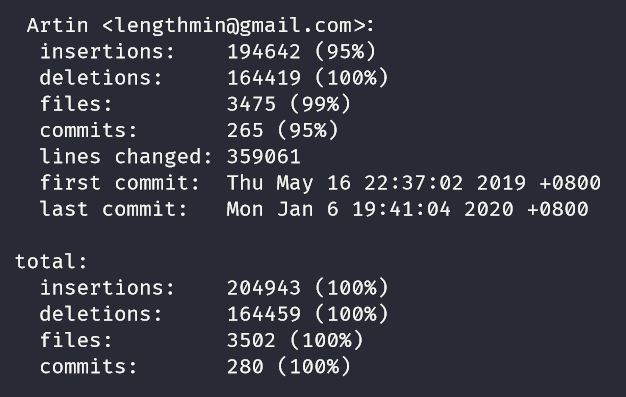 Artin <lengthmin@gmail.com>:
insertions: 194642 (95%)
deletions: 164419 (100%)
files: 3475 (99%)
commits: 265 (95%)
lines changed: 359061
first commit: Thu May 16 22:37:02 2019 +0800
last commit: Mon Jan 6 19:41:04 2020 +0800
total:
insertions: 204943 (100%)
deletions: 164459 (100%)
files: 3502 (100%)
commits: 280 (100%)